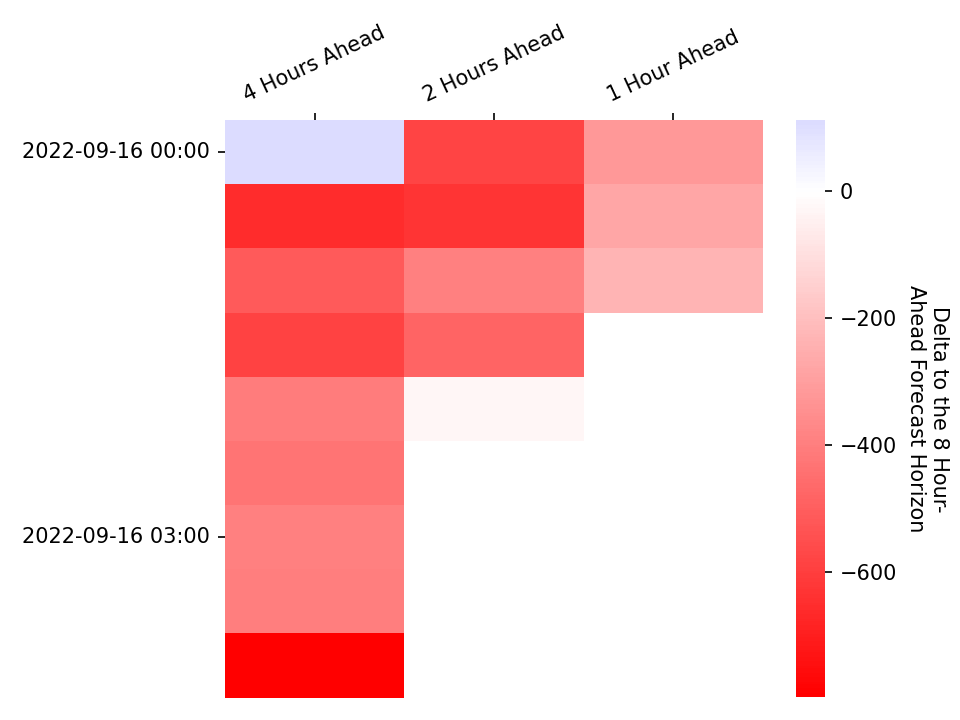 4 Hours Ahead
2 Hours Ahead
1 Hour Ahead
2022-09-16 00:00
2022-09-16 03:00
0
−200
−400
−600
Delta to the 8 Hour-
Ahead Forecast Horizon